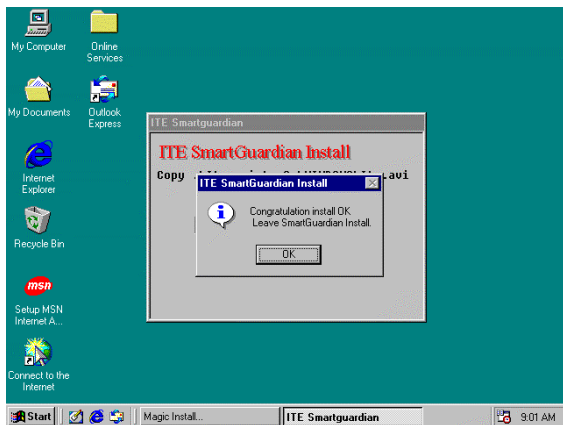 My Computer
Online
Services
My Documents
Outlook
Express
Internet
Explorer
Recycle Bin
msn
Setup MSN
Internet A...
Connect to the
Internet
ITE Smartguardian
ITE SmartGuardian Install
Copy
.avi
ITE SmartGuardian Install
Congratulation install OK
Leave SmartGuardian Install.
OK
Start
Magic Install...
ITE Smartguardian
9:01 AM